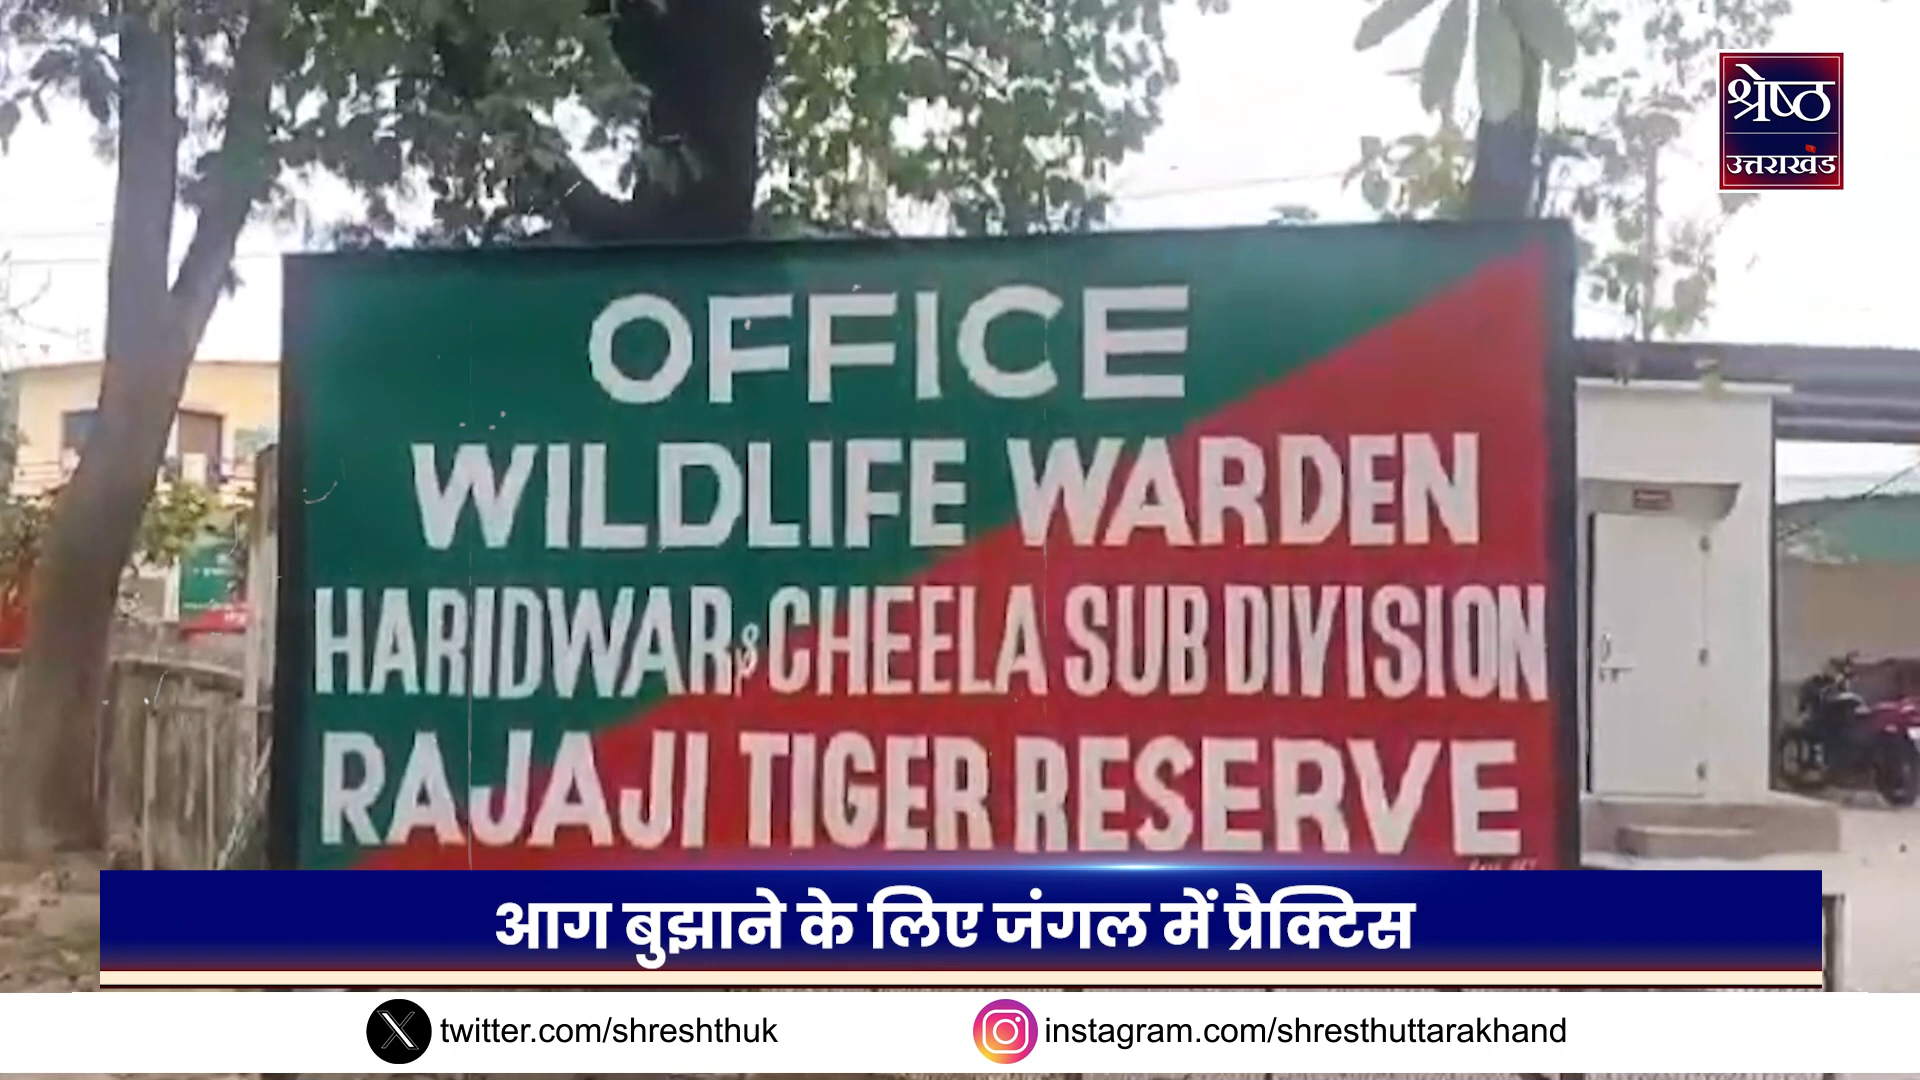 श्रेष्ठ
उत्तराखंड
OFFICE
WILDLIFE WARDEN
HARIDWAR & CHEELA SUB DIVISION
RAJAJI TIGER RESERVE
आग बुझाने के लिए जंगल में प्रैक्टिस
twitter.com/shreshthuk
instagram.com/shresthuttarakhand